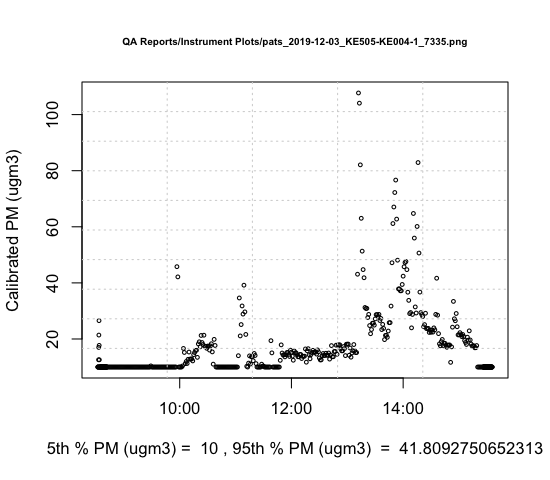 QA Reports/Instrument Plots/pats_2019-12-03_KE505-KE004-1_7335.png
Calibrated PM (ugm3)
100
80
60
40
20
10:00 12:00 14:00
5th % PM (ugm3) = 10 , 95th % PM (ugm3) = 41.8092750652313